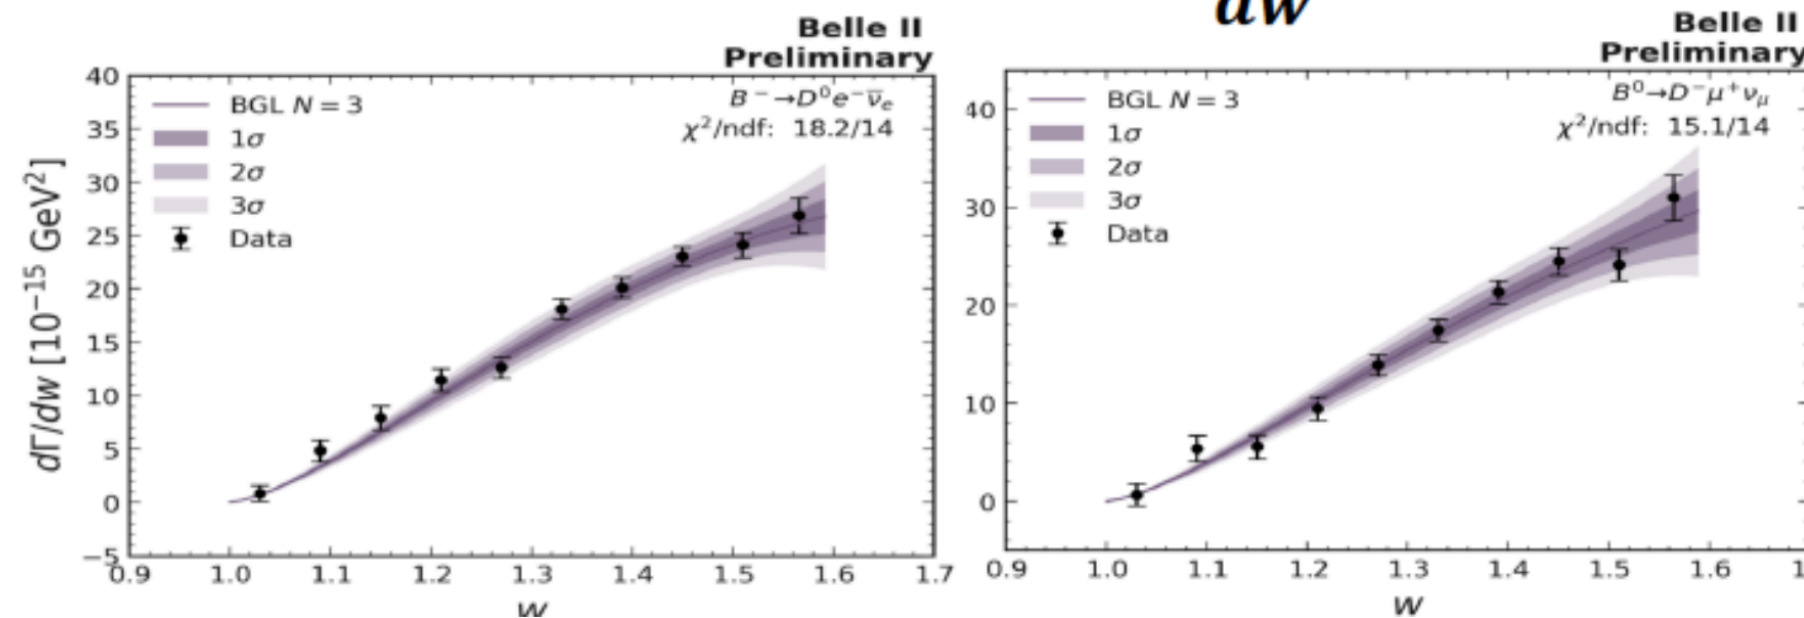 dw
Belle II
Preliminary
40
35
30
25
20
15
10
5
0
−5
dΓ/dw [10⁻¹⁵ GeV²]
BGL N = 3
1σ
2σ
3σ
Data
B⁻→D⁰e⁻ν̅ₑ
χ²/ndf: 18.2/14
0.9 1.0 1.1 1.2 1.3 1.4 1.5 1.6 1.7
w
Belle II
Preliminary
40
30
20
10
0
BGL N = 3
1σ
2σ
3σ
Data
B⁰→D⁻μ⁺ν_μ
χ²/ndf: 15.1/14
0.9 1.0 1.1 1.2 1.3 1.4 1.5 1.6 1
w